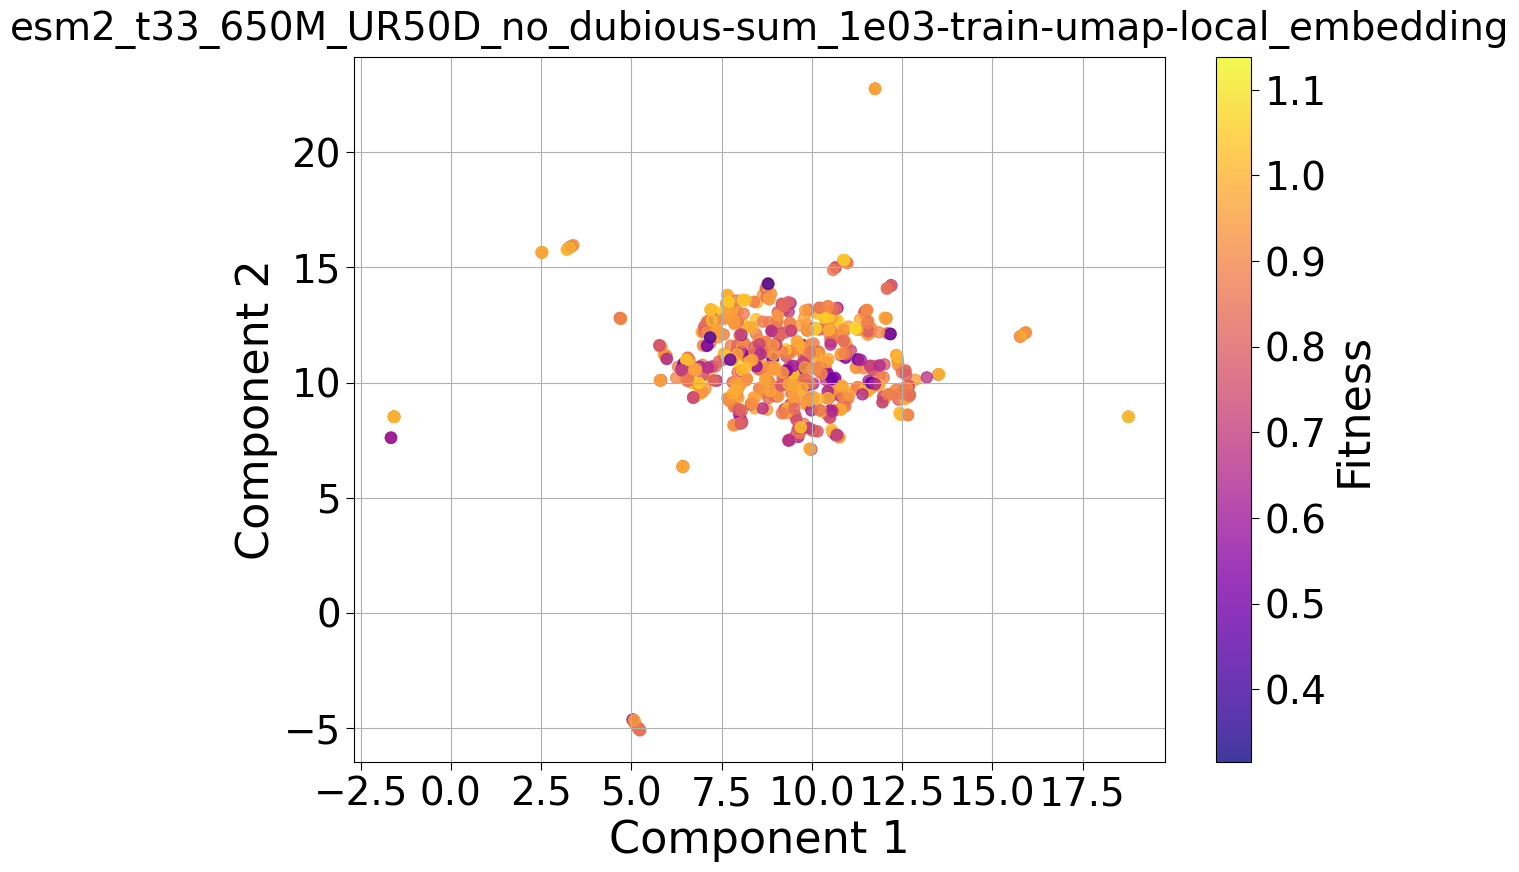 esm2_t33_650M_UR50D_no_dubious-sum_1e03-train-umap-local_embedding
Component 2
20
15
10
5
0
−5
−2.5 0.0 2.5 5.0 7.5 10.0 12.5 15.0 17.5
Component 1
1.1
1.0
0.9
0.8
0.7
0.6
0.5
0.4
Fitness